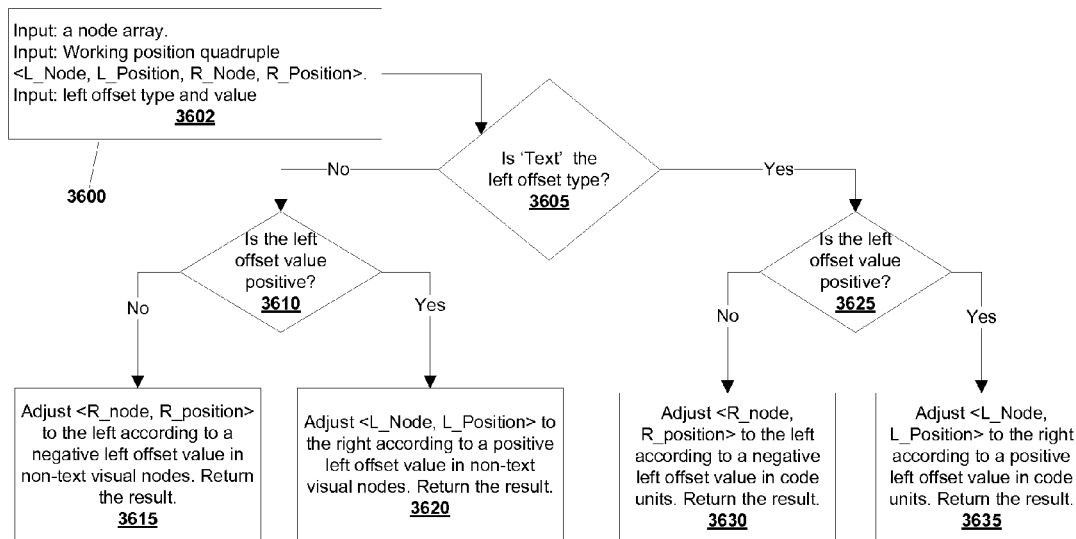 Input: a node array.
Input: Working position quadruple
<L_Node, L_Position, R_Node, R_Position>.
Input: left offset type and value
3602
3600
Is 'Text' the
left offset type?
3605
No
Yes
Is the left
offset value
positive?
3610
Is the left
offset value
positive?
3625
No
Yes
No
Yes
Adjust <R_node, R_position>
to the left according to a
negative left offset value in
non-text visual nodes. Return
the result.
3615
Adjust <L_Node, L_Position> to
the right according to a positive
left offset value in non-text
visual nodes. Return the result.
3620
Adjust <R_node,
R_position> to the left
according to a negative
left offset value in code
units. Return the result.
3630
Adjust <L_Node,
L_Position> to the right
according to a positive
left offset value in code
units. Return the result.
3635